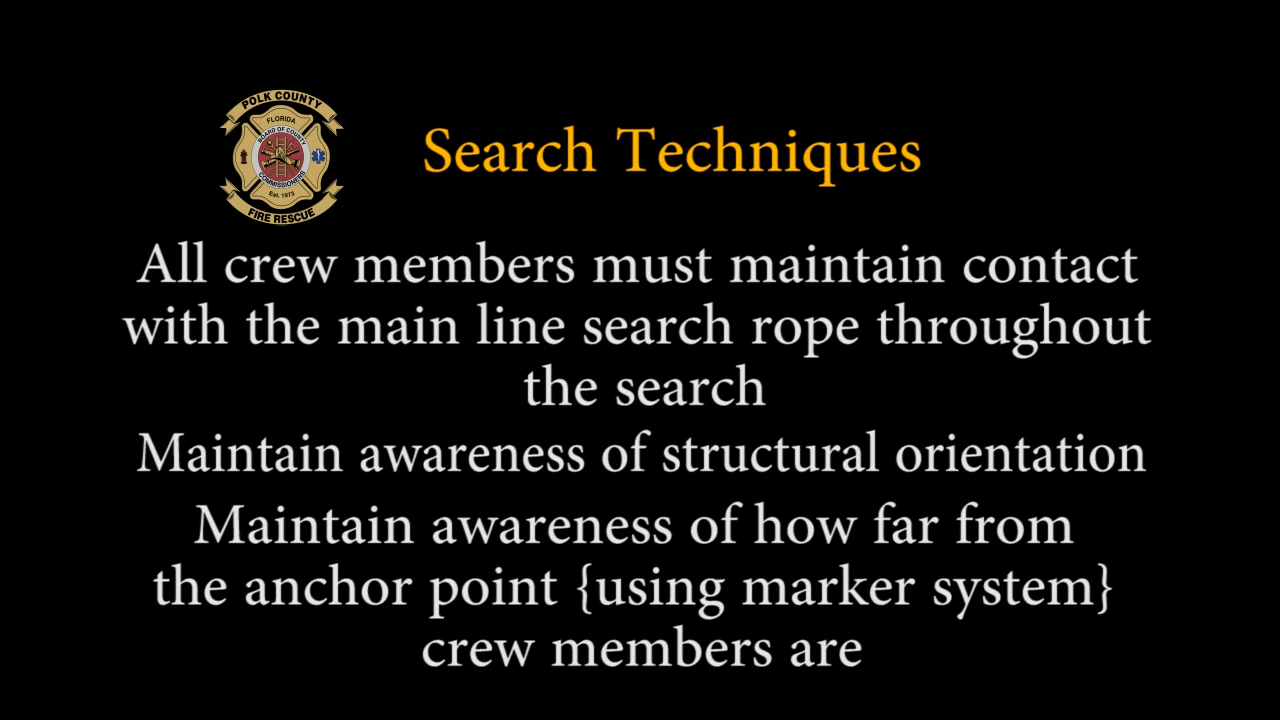 POLK COUNTY
FLORIDA
BOARD OF COUNTY
COMMISSIONERS
Est. 1973
FIRE RESCUE
Search Techniques
All crew members must maintain contact
with the main line search rope throughout
the search
Maintain awareness of structural orientation
Maintain awareness of how far from
the anchor point {using marker system}
crew members are